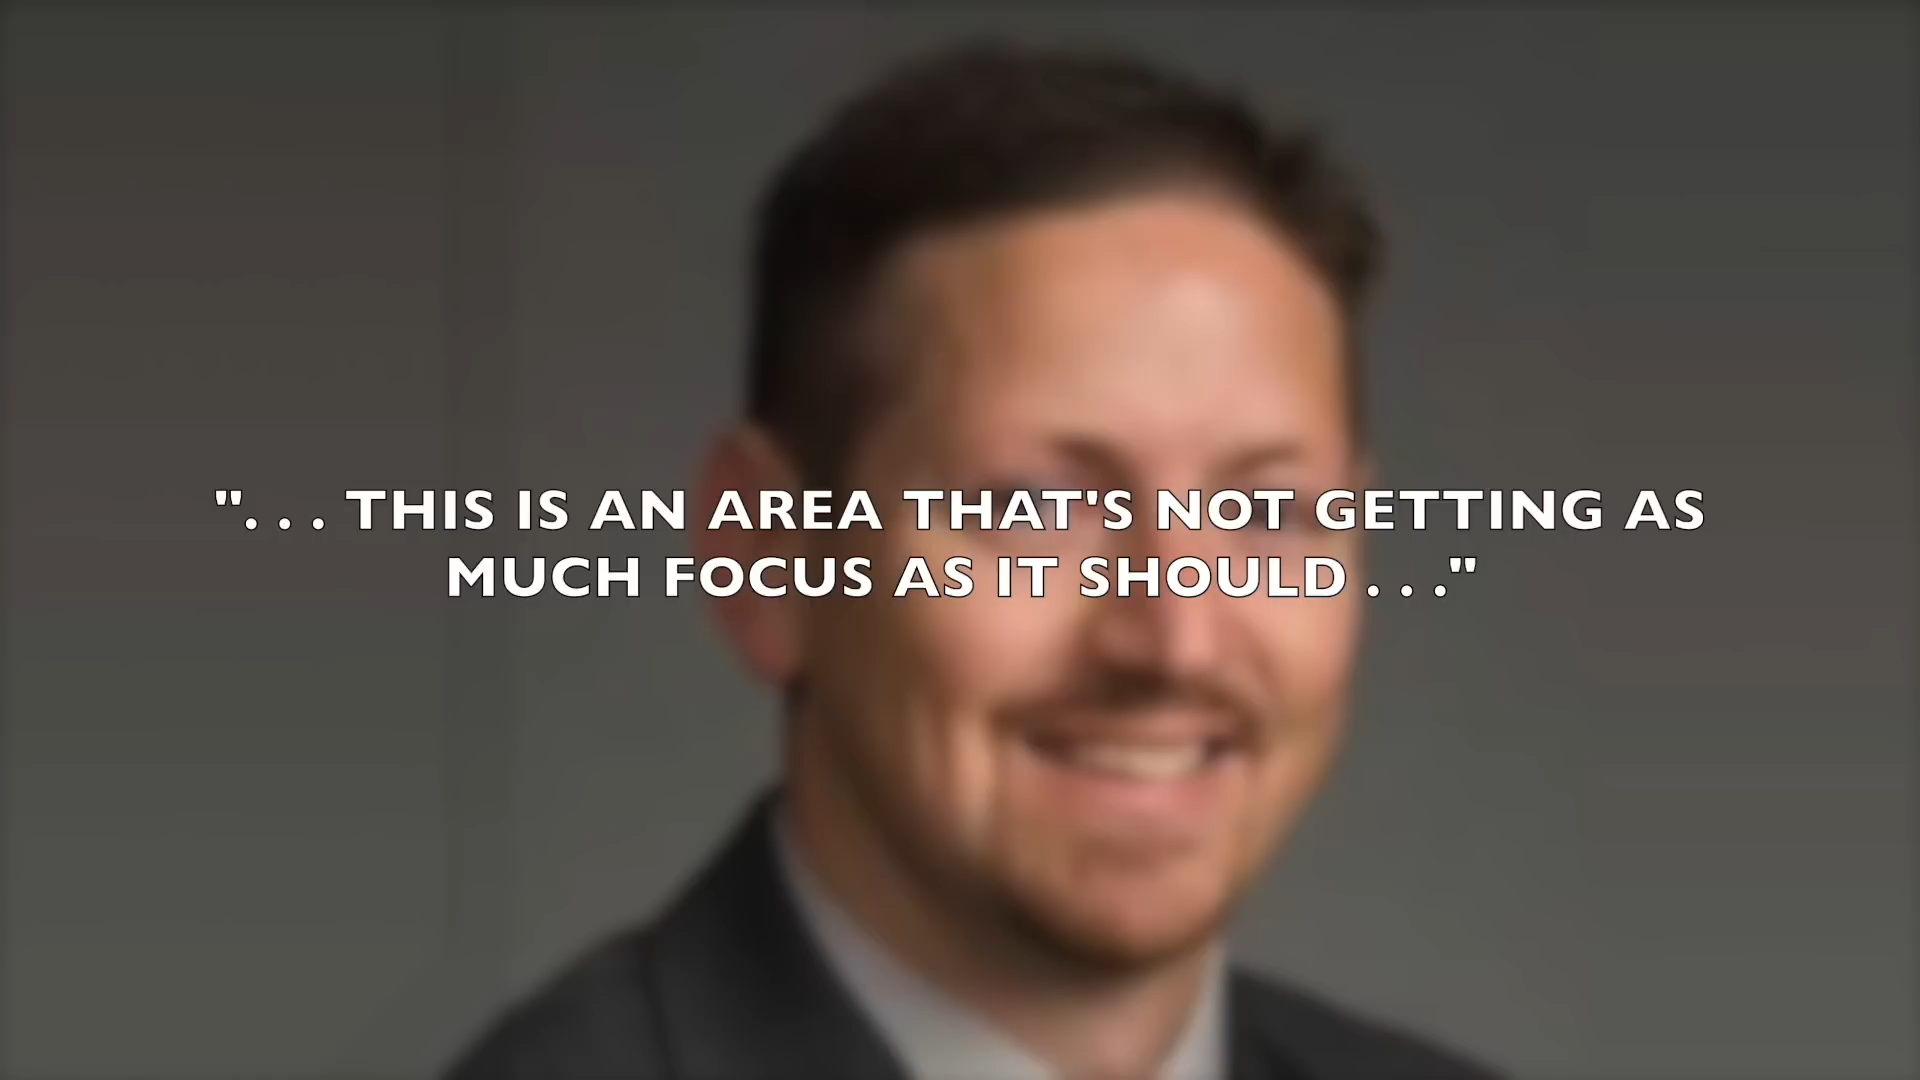 ". . . THIS IS AN AREA THAT'S NOT GETTING AS
MUCH FOCUS AS IT SHOULD . . ."